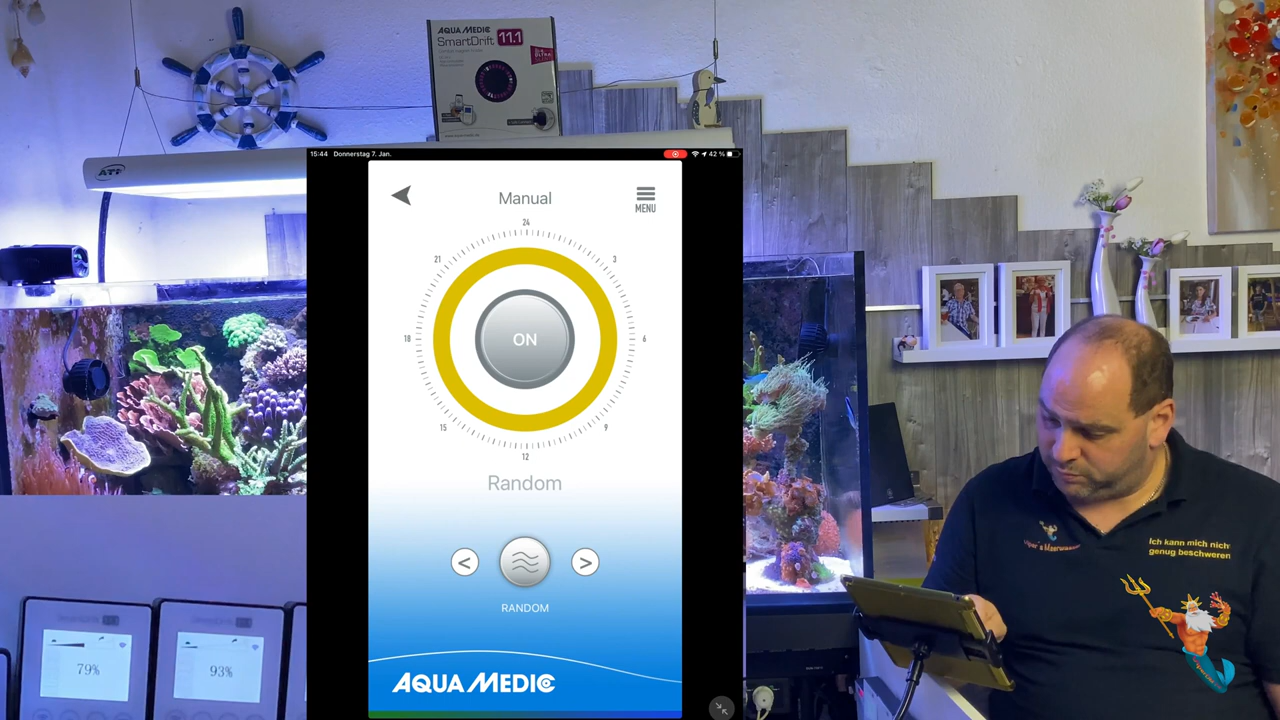 AQUA MEDIC
SmartDrift 11.1
ATI
15:44 Donnerstag 7. Jan.
42 %
Manual
MENU
24
21
3
18
ON
6
15
9
12
Random
<
>
RANDOM
AQUA MEDIC
79%
93%
Ich kann mich nicht
genug beschweren